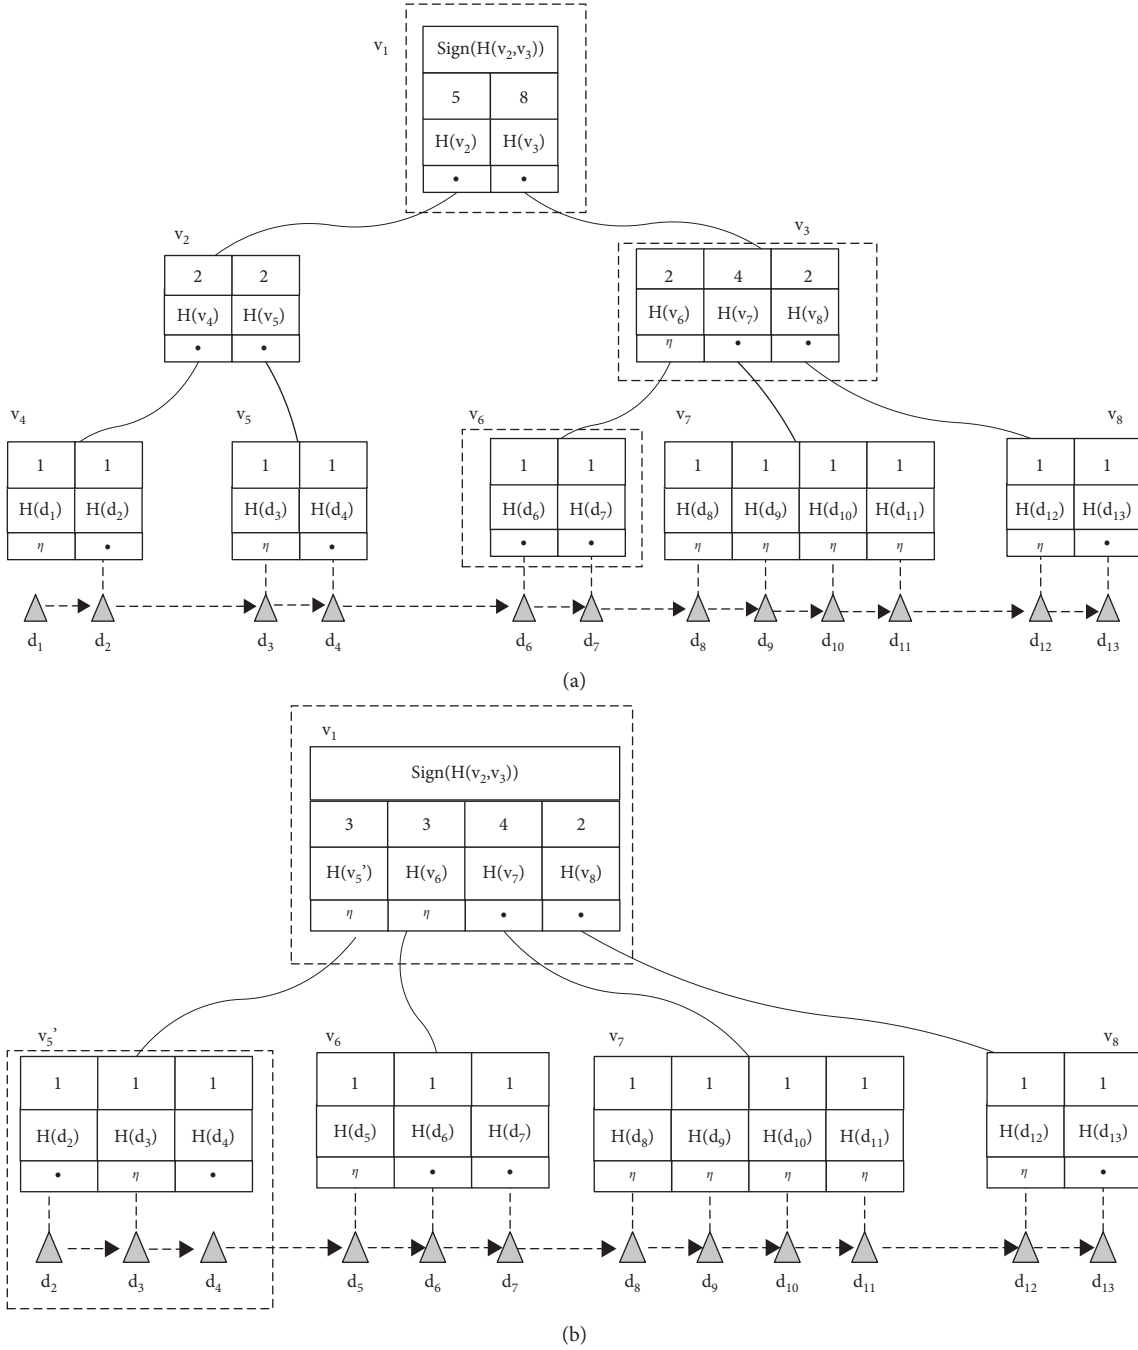 v1
Sign(H(v2,v3))
5 8
H(v2) H(v3)
• •
v2 v3
2 2 2 4 2
H(v4) H(v5) H(v6) H(v7) H(v8)
• • η • •
v4 v5 v6 v7 v8
1 1 1 1 1 1 1 1 1 1 1 1
H(d1) H(d2) H(d3) H(d4) H(d6) H(d7) H(d8) H(d9) H(d10) H(d11) H(d12) H(d13)
η • η • • • η η η η η •
d1 d2 d3 d4 d6 d7 d8 d9 d10 d11 d12 d13
(a)
v1
Sign(H(v2,v3))
3 3 4 2
H(v5’) H(v6) H(v7) H(v8)
η η • •
v5’ v6 v7 v8
1 1 1 1 1 1 1 1 1 1 1 1
H(d2) H(d3) H(d4) H(d5) H(d6) H(d7) H(d8) H(d9) H(d10) H(d11) H(d12) H(d13)
• η • η • • η η η η η •
d2 d3 d4 d5 d6 d7 d8 d9 d10 d11 d12 d13
(b)